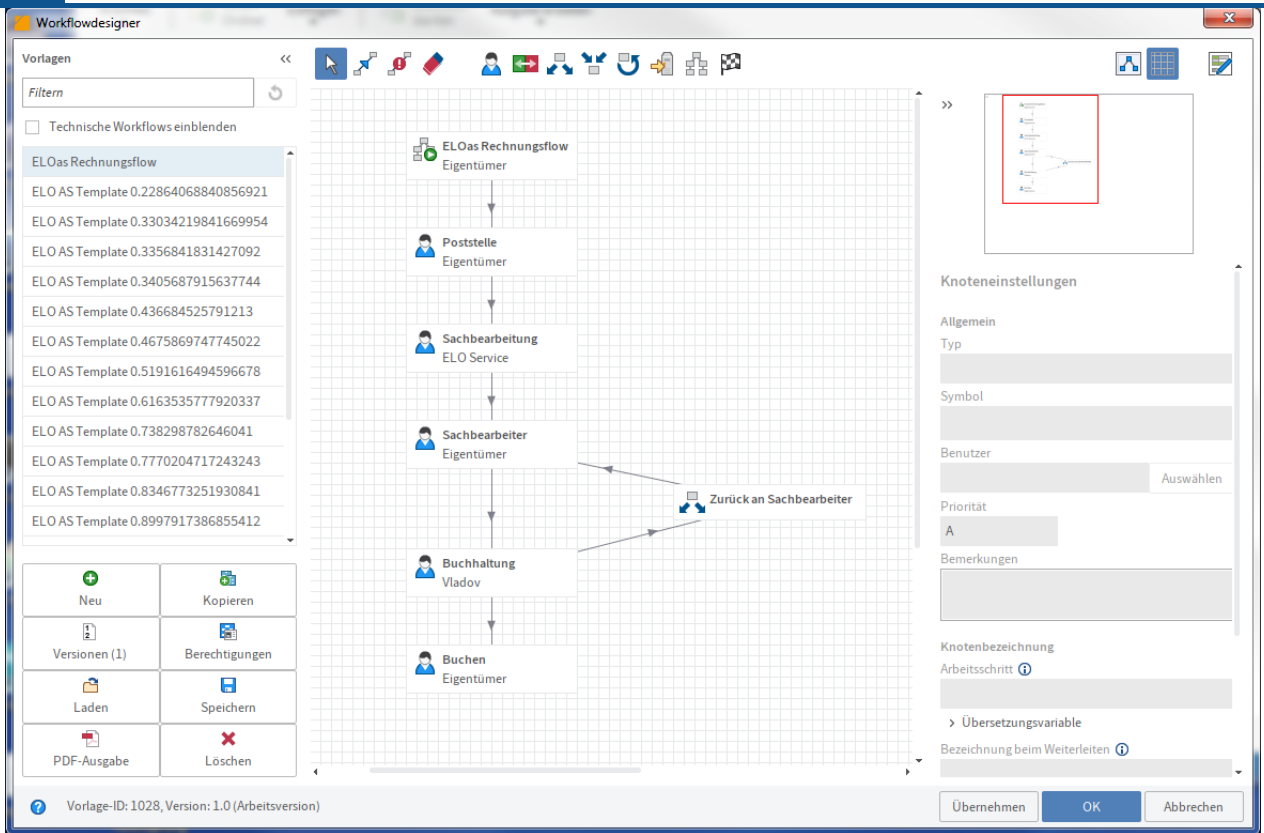 Workflowdesigner
Vorlagen
Filtern
Technische Workflows einblenden
ELOas Rechnungsflow
ELO AS Template 0.22864068840856921
ELO AS Template 0.33034219841669954
ELO AS Template 0.3356841831427092
ELO AS Template 0.3405687915637744
ELO AS Template 0.436684525791213
ELO AS Template 0.4675869747745022
ELO AS Template 0.5191616494596678
ELO AS Template 0.6163535777920337
ELO AS Template 0.738298782646041
ELO AS Template 0.7770204717243243
ELO AS Template 0.8346773251930841
ELO AS Template 0.8997917386855412
Neu
Kopieren
Versionen (1)
Berechtigungen
Laden
Speichern
PDF-Ausgabe
Löschen
ELOas Rechnungsflow
Eigentümer
Poststelle
Eigentümer
Sachbearbeitung
ELO Service
Sachbearbeiter
Eigentümer
Zurück an Sachbearbeiter
Buchhaltung
Vladov
Buchen
Eigentümer
Knoteneinstellungen
Allgemein
Typ
Symbol
Benutzer
Auswählen
Priorität
A
Bemerkungen
Knotenbezeichnung
Arbeitsschritt
Übersetzungsvariable
Bezeichnung beim Weiterleiten
Vorlage-ID: 1028, Version: 1.0 (Arbeitsversion)
Übernehmen
OK
Abbrechen